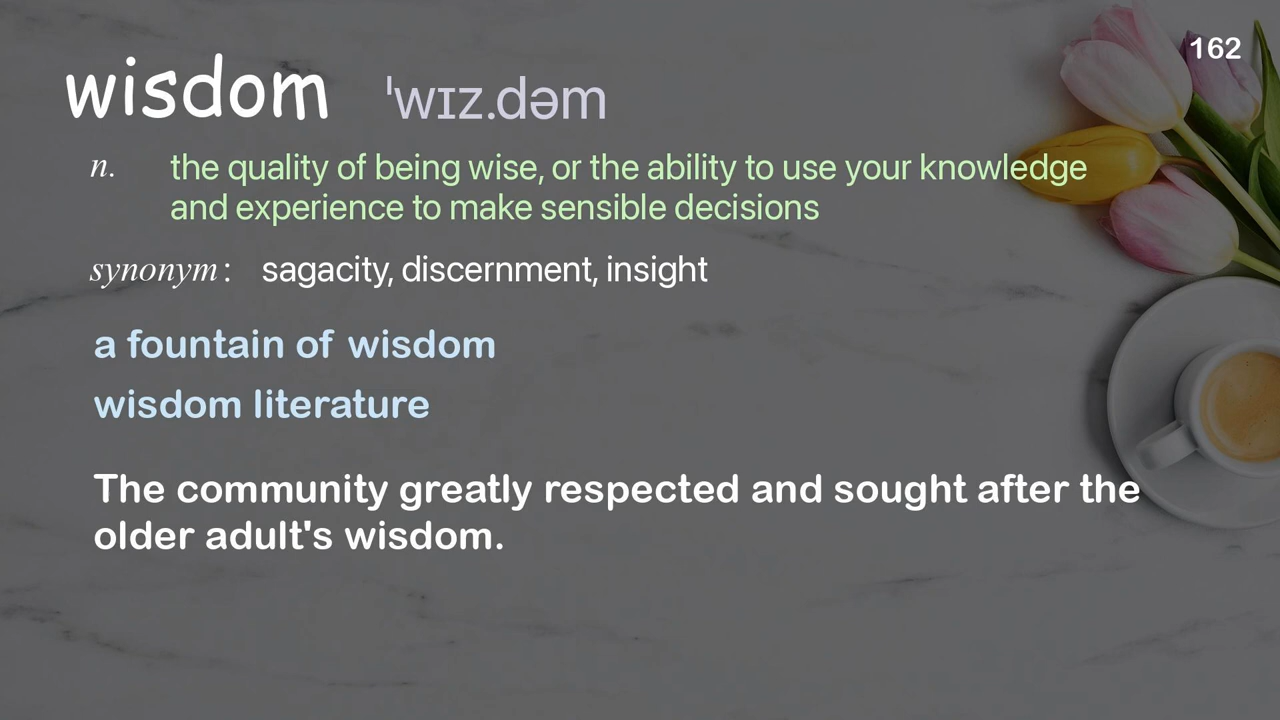 162
wisdom ˈwɪz.dəm
n. the quality of being wise, or the ability to use your knowledge
and experience to make sensible decisions
synonym: sagacity, discernment, insight
a fountain of wisdom
wisdom literature
The community greatly respected and sought after the
older adult's wisdom.